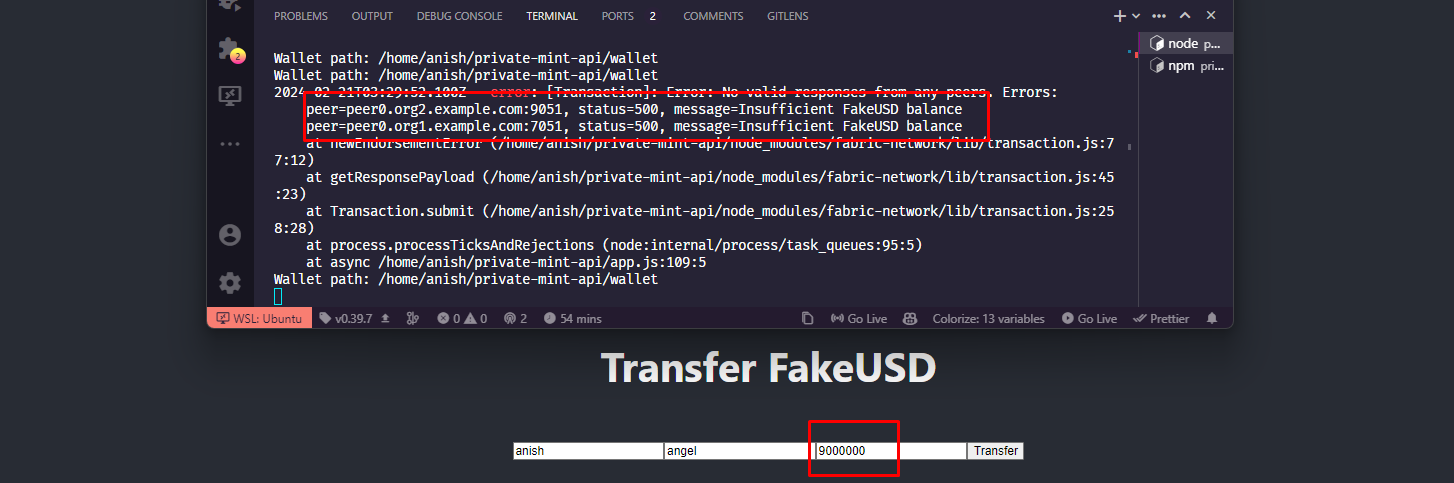 PROBLEMS OUTPUT DEBUG CONSOLE TERMINAL PORTS 2 COMMENTS GITLENS
node p...
npm pri...
2
Wallet path: /home/anish/private-mint-api/wallet
Wallet path: /home/anish/private-mint-api/wallet
2024-02-21T03:29:52.100Z - error: [Transaction]: Error: No valid responses from any peers. Errors:
peer=peer0.org2.example.com:9051, status=500, message=Insufficient FakeUSD balance
peer=peer0.org1.example.com:7051, status=500, message=Insufficient FakeUSD balance
at newEndorsementError (/home/anish/private-mint-api/node_modules/fabric-network/lib/transaction.js:7
7:12)
at getResponsePayload (/home/anish/private-mint-api/node_modules/fabric-network/lib/transaction.js:45
:23)
at Transaction.submit (/home/anish/private-mint-api/node_modules/fabric-network/lib/transaction.js:25
8:28)
at process.processTicksAndRejections (node:internal/process/task_queues:95:5)
at async /home/anish/private-mint-api/app.js:109:5
Wallet path: /home/anish/private-mint-api/wallet
WSL: Ubuntu v0.39.7 0 0 2 54 mins Go Live Colorize: 13 variables Go Live Prettier
Transfer FakeUSD
anish angel 9000000 Transfer